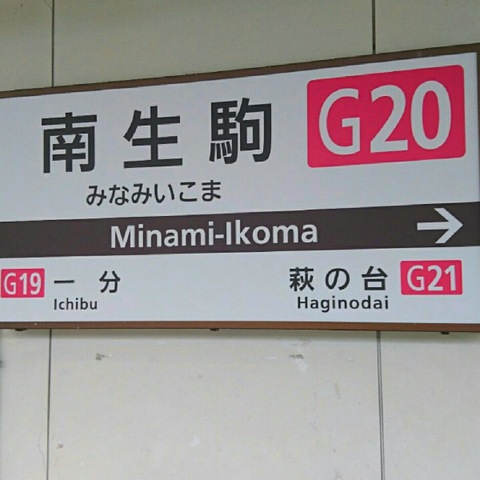 南生駒 G20
みなみいこま
Minami-Ikoma →
G19 一分 萩の台 G21
Ichibu Haginodai